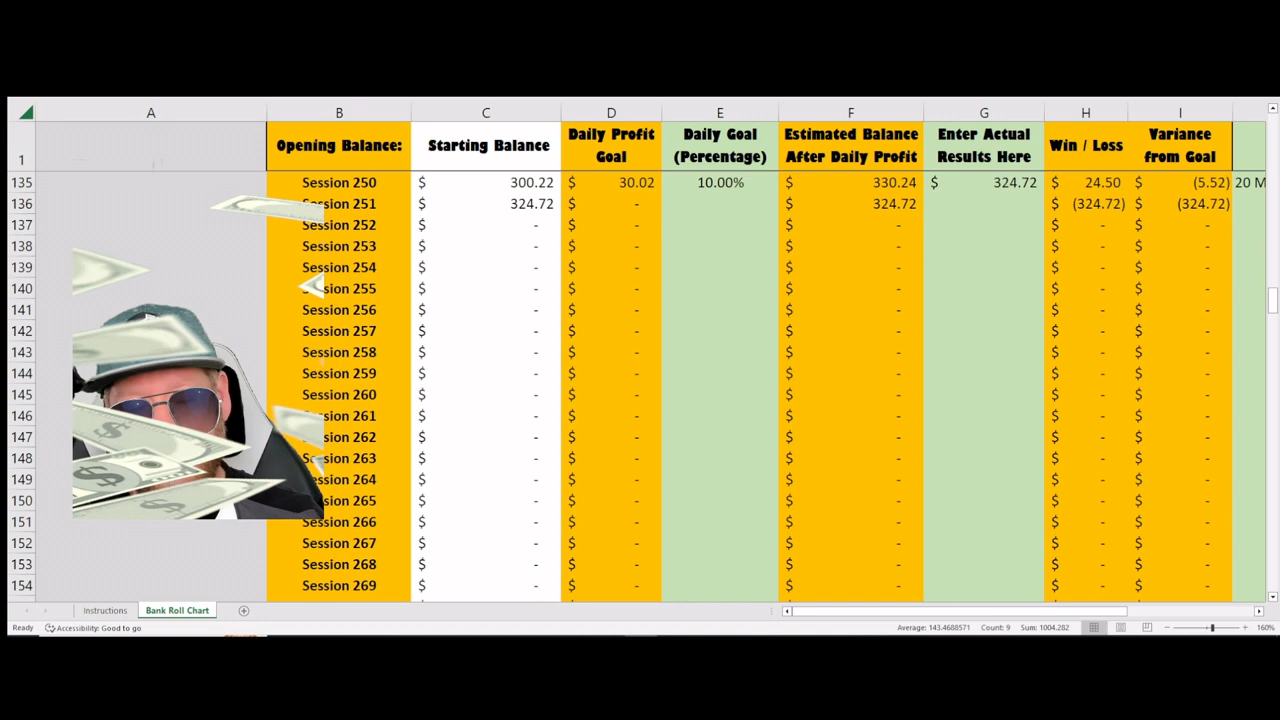 A B C D E F G H I
1 Opening Balance: Starting Balance Daily Profit Goal Daily Goal (Percentage) Estimated Balance After Daily Profit Enter Actual Results Here Win / Loss Variance from Goal
135 Session 250 $ 300.22 $ 30.02 10.00% $ 330.24 $ 324.72 $ 24.50 $ (5.52) 20 M
136 Session 251 $ 324.72 $ - $ 324.72 $ (324.72) $ (324.72)
137 Session 252 $ - $ - $ - $ - $ -
138 Session 253 $ - $ - $ - $ - $ -
139 Session 254 $ - $ - $ - $ - $ -
140 ssion 255 $ - $ - $ - $ - $ -
141 Session 256 $ - $ - $ - $ - $ -
142 Session 257 $ - $ - $ - $ - $ -
143 Session 258 $ - $ - $ - $ - $ -
144 Session 259 $ - $ - $ - $ - $ -
145 Session 260 $ - $ - $ - $ - $ -
146 ession 261 $ - $ - $ - $ - $ -
147 ession 262 $ - $ - $ - $ - $ -
148 ession 263 $ - $ - $ - $ - $ -
149 ession 264 $ - $ - $ - $ - $ -
150 ession 265 $ - $ - $ - $ - $ -
151 Session 266 $ - $ - $ - $ - $ -
152 Session 267 $ - $ - $ - $ - $ -
153 Session 268 $ - $ - $ - $ - $ -
154 Session 269 $ - $ - $ - $ - $ -
Instructions Bank Roll Chart
Ready Accessibility: Good to go Average: 143.4688571 Count: 9 Sum: 1004.282 160%